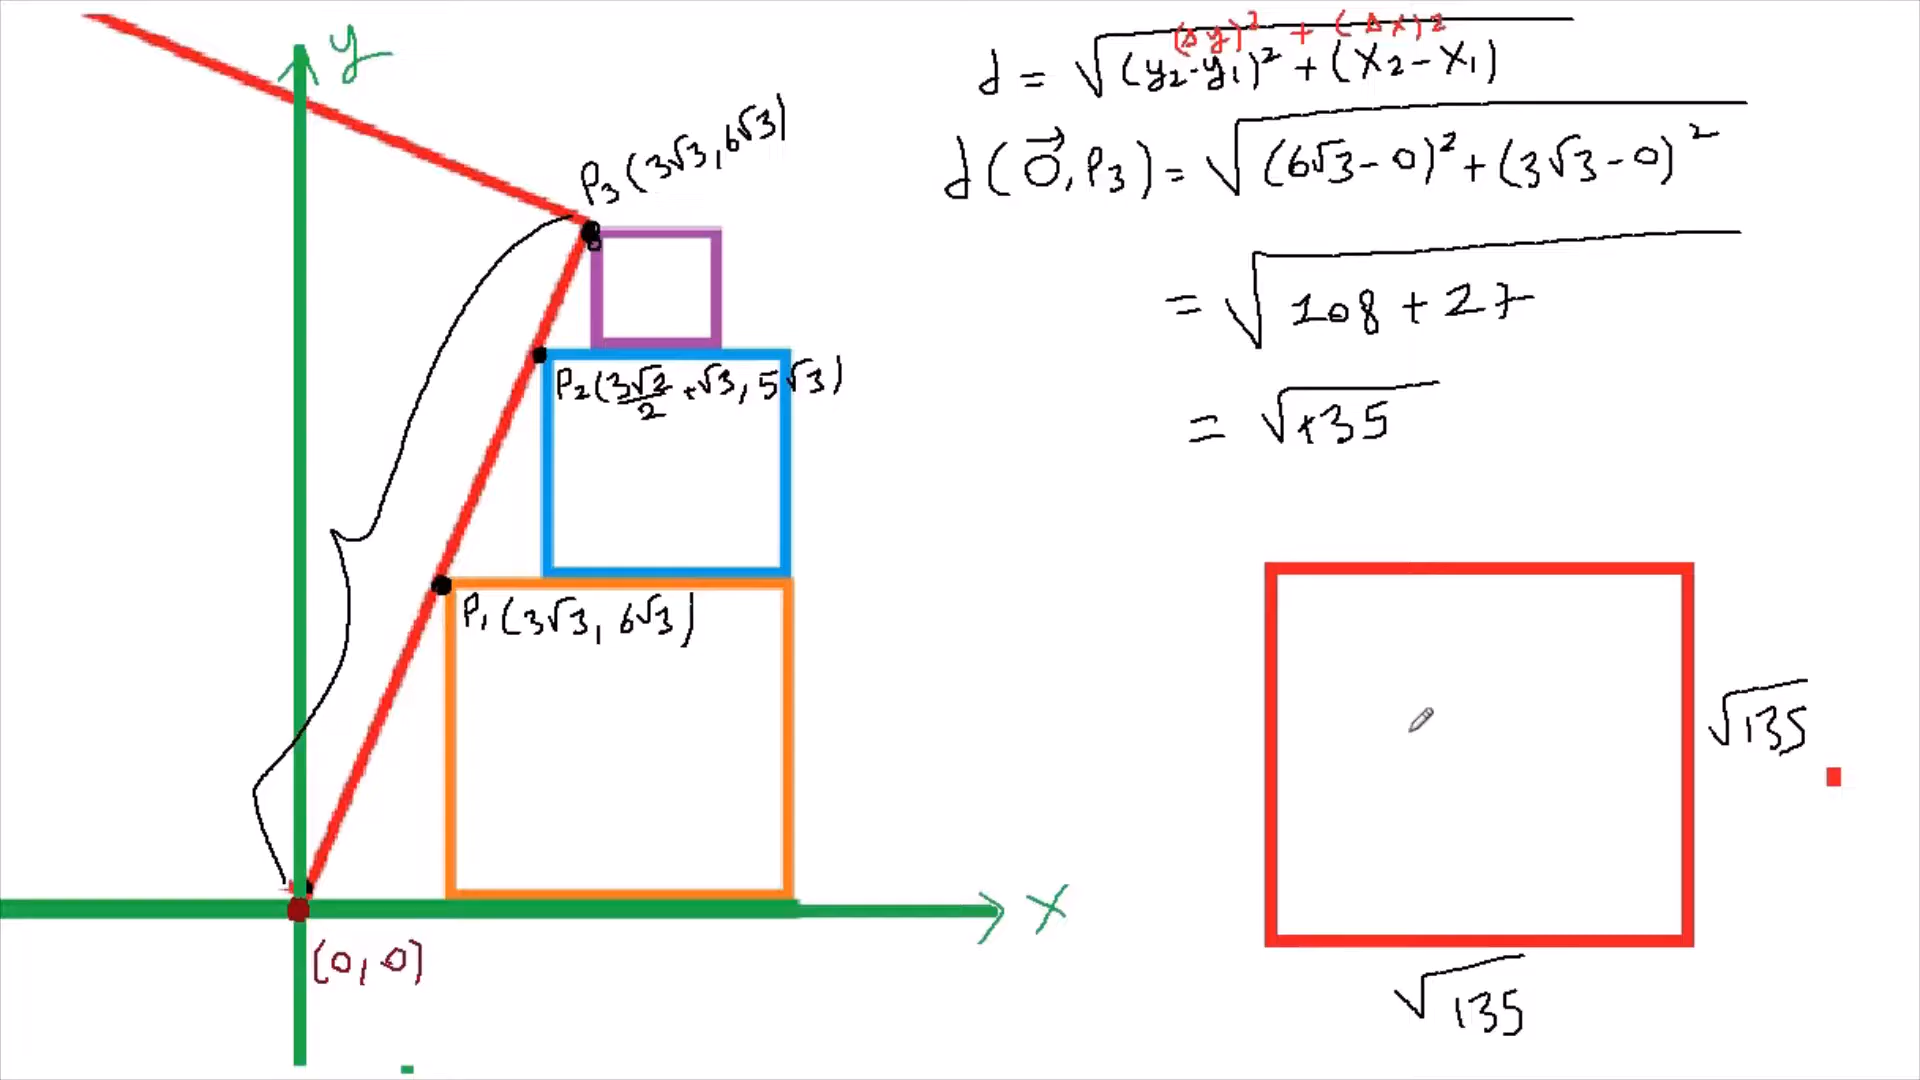 y
P3 (3√3, 6√3)
P2 (3√3/2 + √3, 5√3)
P1 (3√3, 6√3)
x
(0, 0)
(Δy)² + (Δx)²
d = √(y2-y1)² + (x2-x1)
d(0⃗, P3) = √(6√3-0)² + (3√3-0)²
= √108 + 27
= √135
√135
√135